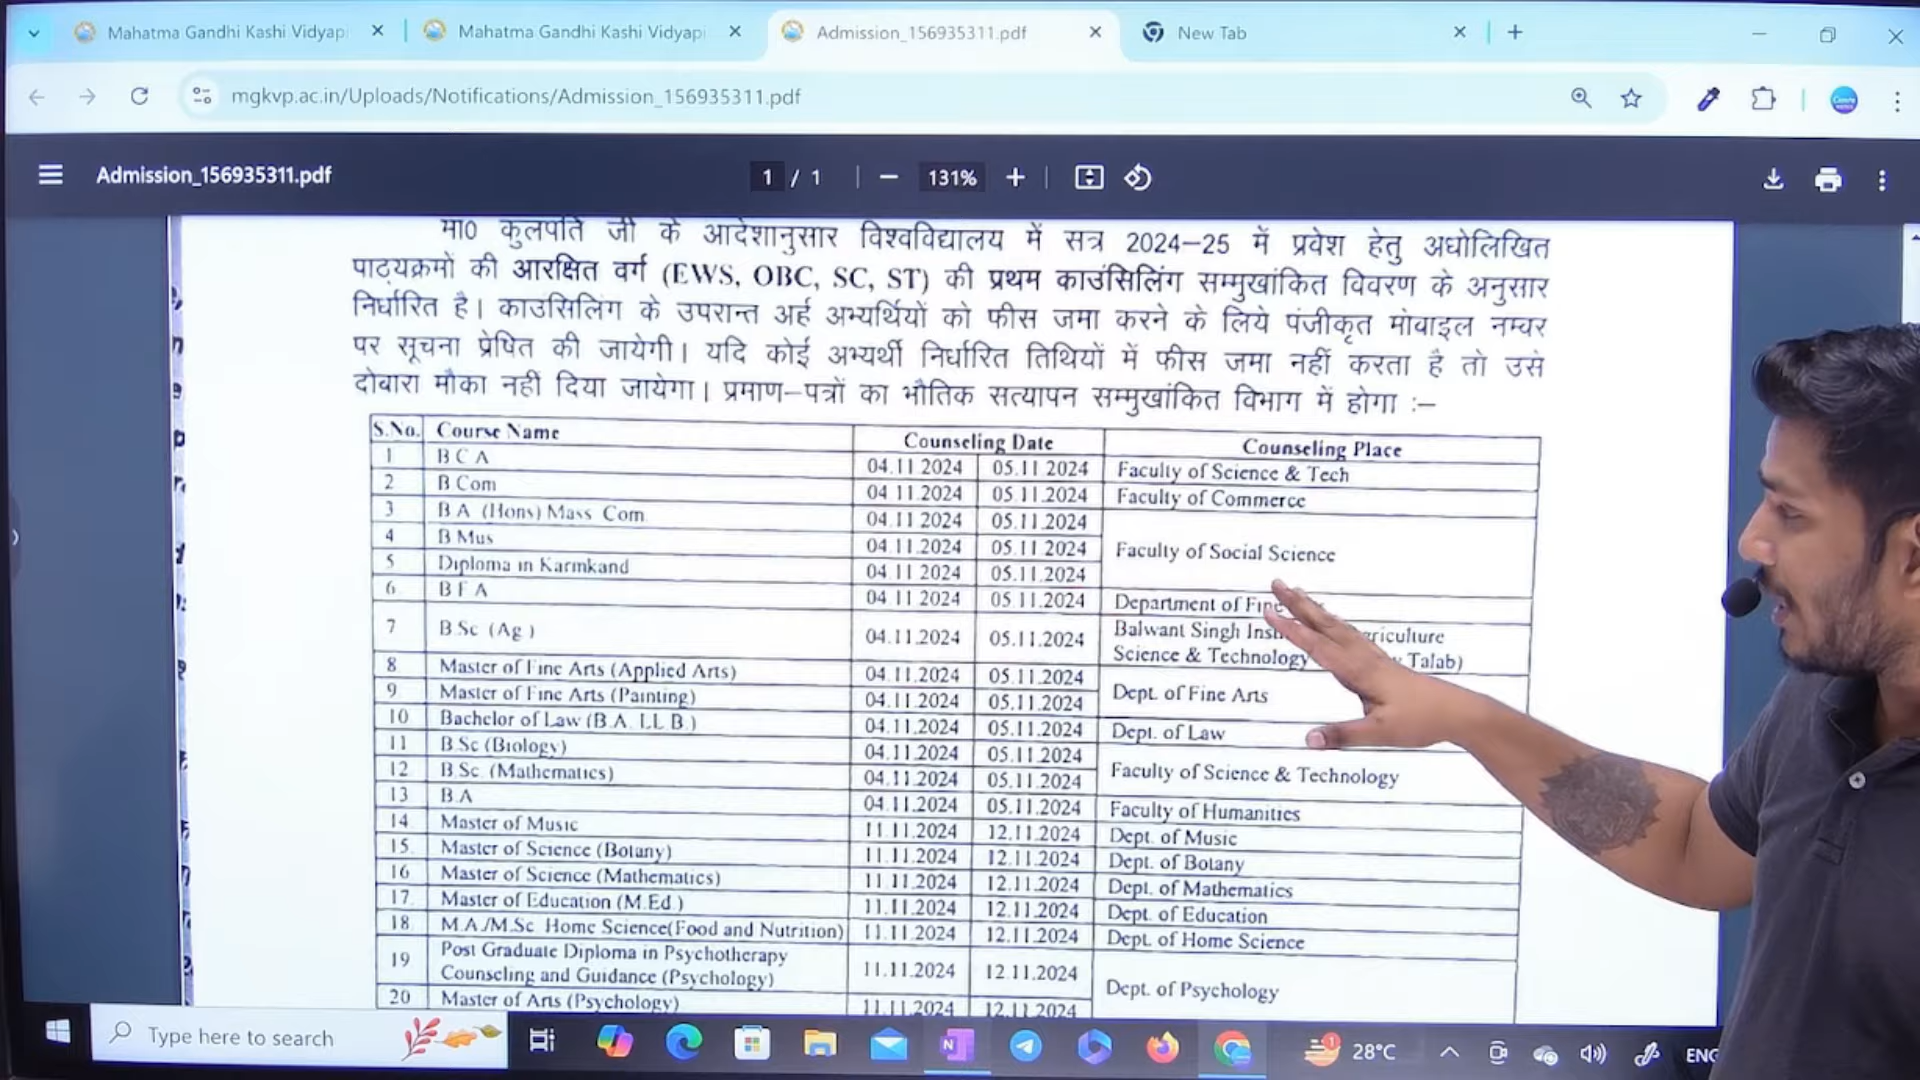 Mahatma Gandhi Kashi Vidyap
Mahatma Gandhi Kashi Vidyapi
Admission_156935311.pdf
New Tab
mgkvp.ac.in/Uploads/Notifications/Admission_156935311.pdf
Admission_156935311.pdf
1 / 1
131%
मा0 कुलपति जी के आदेशानुसार विश्वविद्यालय में सत्र 2024-25 में प्रवेश हेतु अधोलिखित
पाठ्यक्रमों की आरक्षित वर्ग (EWS, OBC, SC, ST) की प्रथम काउंसिलिंग सम्मुखांकित विवरण के अनुसार
निर्धारित है। काउंसिलिंग के उपरान्त अर्ह अभ्यर्थियों को फीस जमा करने के लिये पंजीकृत मोबाइल नम्बर
पर सूचना प्रेषित की जायेगी। यदि कोई अभ्यर्थी निर्धारित तिथियों में फीस जमा नहीं करता है तो उसे
दोबारा मौका नहीं दिया जायेगा। प्रमाण-पत्रों का भौतिक सत्यापन सम्मुखांकित विभाग में होगा :-
S.No. Course Name Counseling Date Counseling Place
1 B C A 04.11.2024 05.11.2024 Faculty of Science & Tech
2 B Com 04.11.2024 05.11.2024 Faculty of Commerce
3 B A (Hons) Mass Com 04.11.2024 05.11.2024
4 B Mus 04.11.2024 05.11.2024 Faculty of Social Science
5 Diploma in Karmkand 04.11.2024 05.11.2024
6 B F A 04.11.2024 05.11.2024 Department of Fine
7 B.Sc (Ag ) 04.11.2024 05.11.2024 Balwant Singh
Science & Technology Talab)
8 Master of Fine Arts (Applied Arts) 04.11.2024 05.11.2024
9 Master of Fine Arts (Painting) 04.11.2024 05.11.2024 Dept. of Fine Arts
10 Bachelor of Law (B.A. LL.B.) 04.11.2024 05.11.2024 Dept. of Law
11 B.Sc (Biology) 04.11.2024 05.11.2024
12 B.Sc. (Mathematics) 04.11.2024 05.11.2024 Faculty of Science & Technology
13 B.A 04.11.2024 05.11.2024 Faculty of Humanities
14 Master of Music 11.11.2024 12.11.2024 Dept. of Music
15. Master of Science (Botany) 11.11.2024 12.11.2024 Dept. of Botany
16 Master of Science (Mathematics) 11.11.2024 12.11.2024 Dept. of Mathematics
17. Master of Education (M.Ed.) 11.11.2024 12.11.2024 Dept. of Education
18. M.A./M.Sc. Home Science(Food and Nutrition) 11.11.2024 12.11.2024 Dept. of Home Science
19 Post Graduate Diploma in Psychotherapy
Counseling and Guidance (Psychology) 11.11.2024 12.11.2024 Dept. of Psychology
20 Master of Arts (Psychology) 11.11.2024 12.11.2024
Type here to search
28°C
ENG